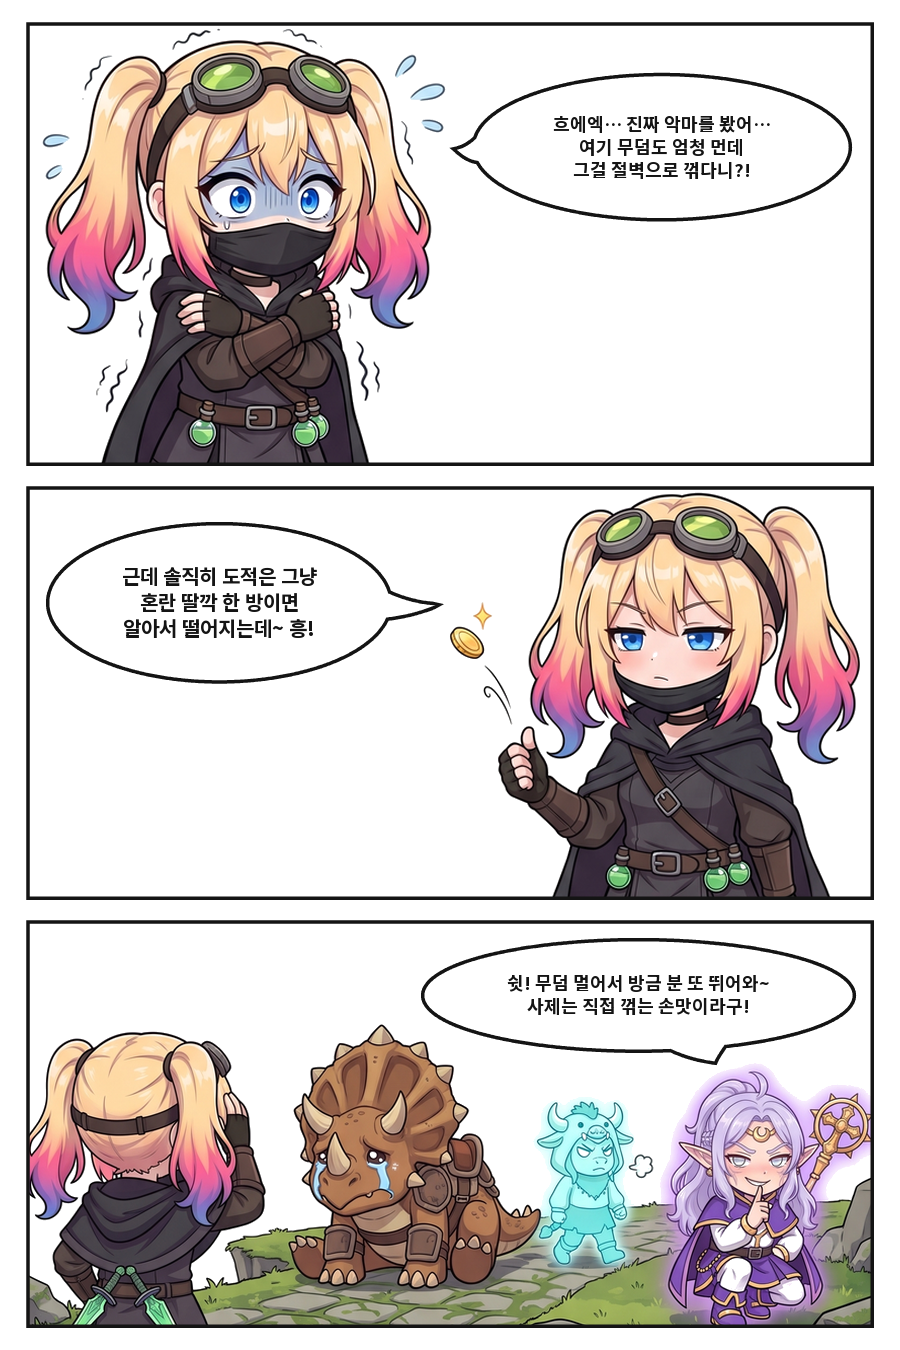 흐에엑… 진짜 악마를 봤어…
여기 무덤도 엄청 먼데
그걸 절벽으로 꺾다니?!
근데 솔직히 도적은 그냥
혼란 딸깍 한 방이면
알아서 떨어지는데~ 흥!
쉿! 무덤 멀어서 방금 분 또 뛰어와~
사제는 직접 꺾는 손맛이라구!